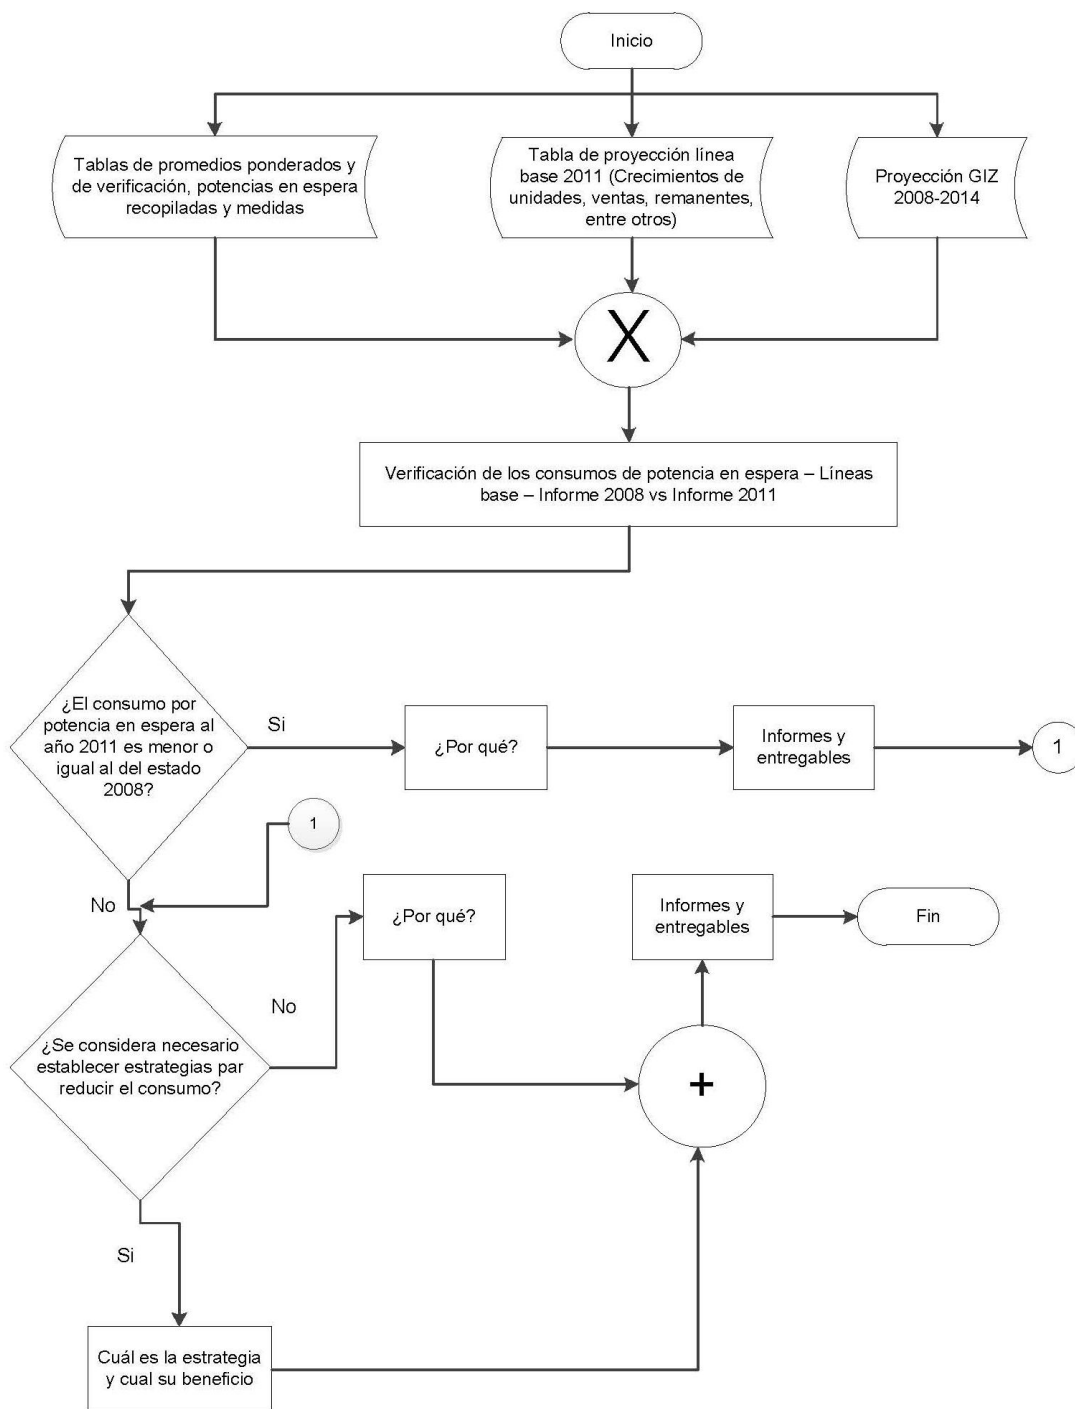 Inicio
Tablas de promedios ponderados y
de verificación, potencias en espera
recopiladas y medidas
Tabla de proyección línea
base 2011 (Crecimientos de
unidades, ventas, remanentes,
entre otros)
Proyección GIZ
2008-2014
X
Verificación de los consumos de potencia en espera – Líneas
base – Informe 2008 vs Informe 2011
¿El consumo por
potencia en espera al
año 2011 es menor o
igual al del estado
2008?
Si
¿Por qué?
Informes y
entregables
1
1
No
¿Se considera necesario
establecer estrategias par
reducir el consumo?
No
¿Por qué?
Informes y
entregables
Fin
+
Si
Cuál es la estrategia
y cual su beneficio